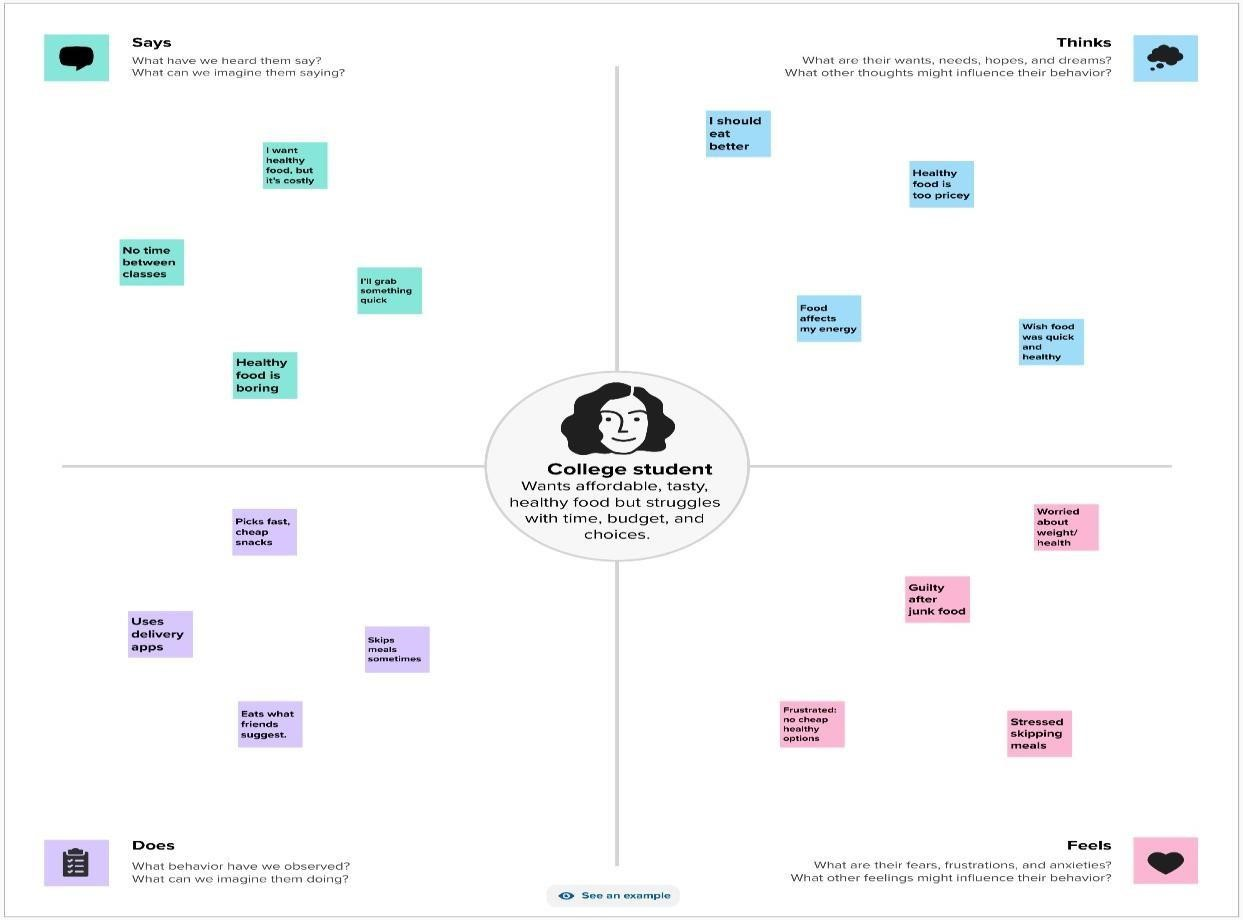 Says
What have we heard them say?
What can we imagine them saying?
Thinks
What are their wants, needs, hopes, and dreams?
What other thoughts might influence their behavior?
I want
healthy
food, but
it's costly
No time
between
classes
I'll grab
something
quick
Healthy
food is
boring
I should
eat
better
Healthy
food is
too pricey
Food
affects
my energy
Wish food
was quick
and
healthy
College student
Wants affordable, tasty,
healthy food but struggles
with time, budget, and
choices.
Picks fast,
cheap
snacks
Uses
delivery
apps
Skips
meals
sometimes
Eats what
friends
suggest.
Worried
about
weight/
health
Guilty
after
junk food
Frustrated:
no cheap
healthy
options
Stressed
skipping
meals
Does
What behavior have we observed?
What can we imagine them doing?
Feels
What are their fears, frustrations, and anxieties?
What other feelings might influence their behavior?
See an example